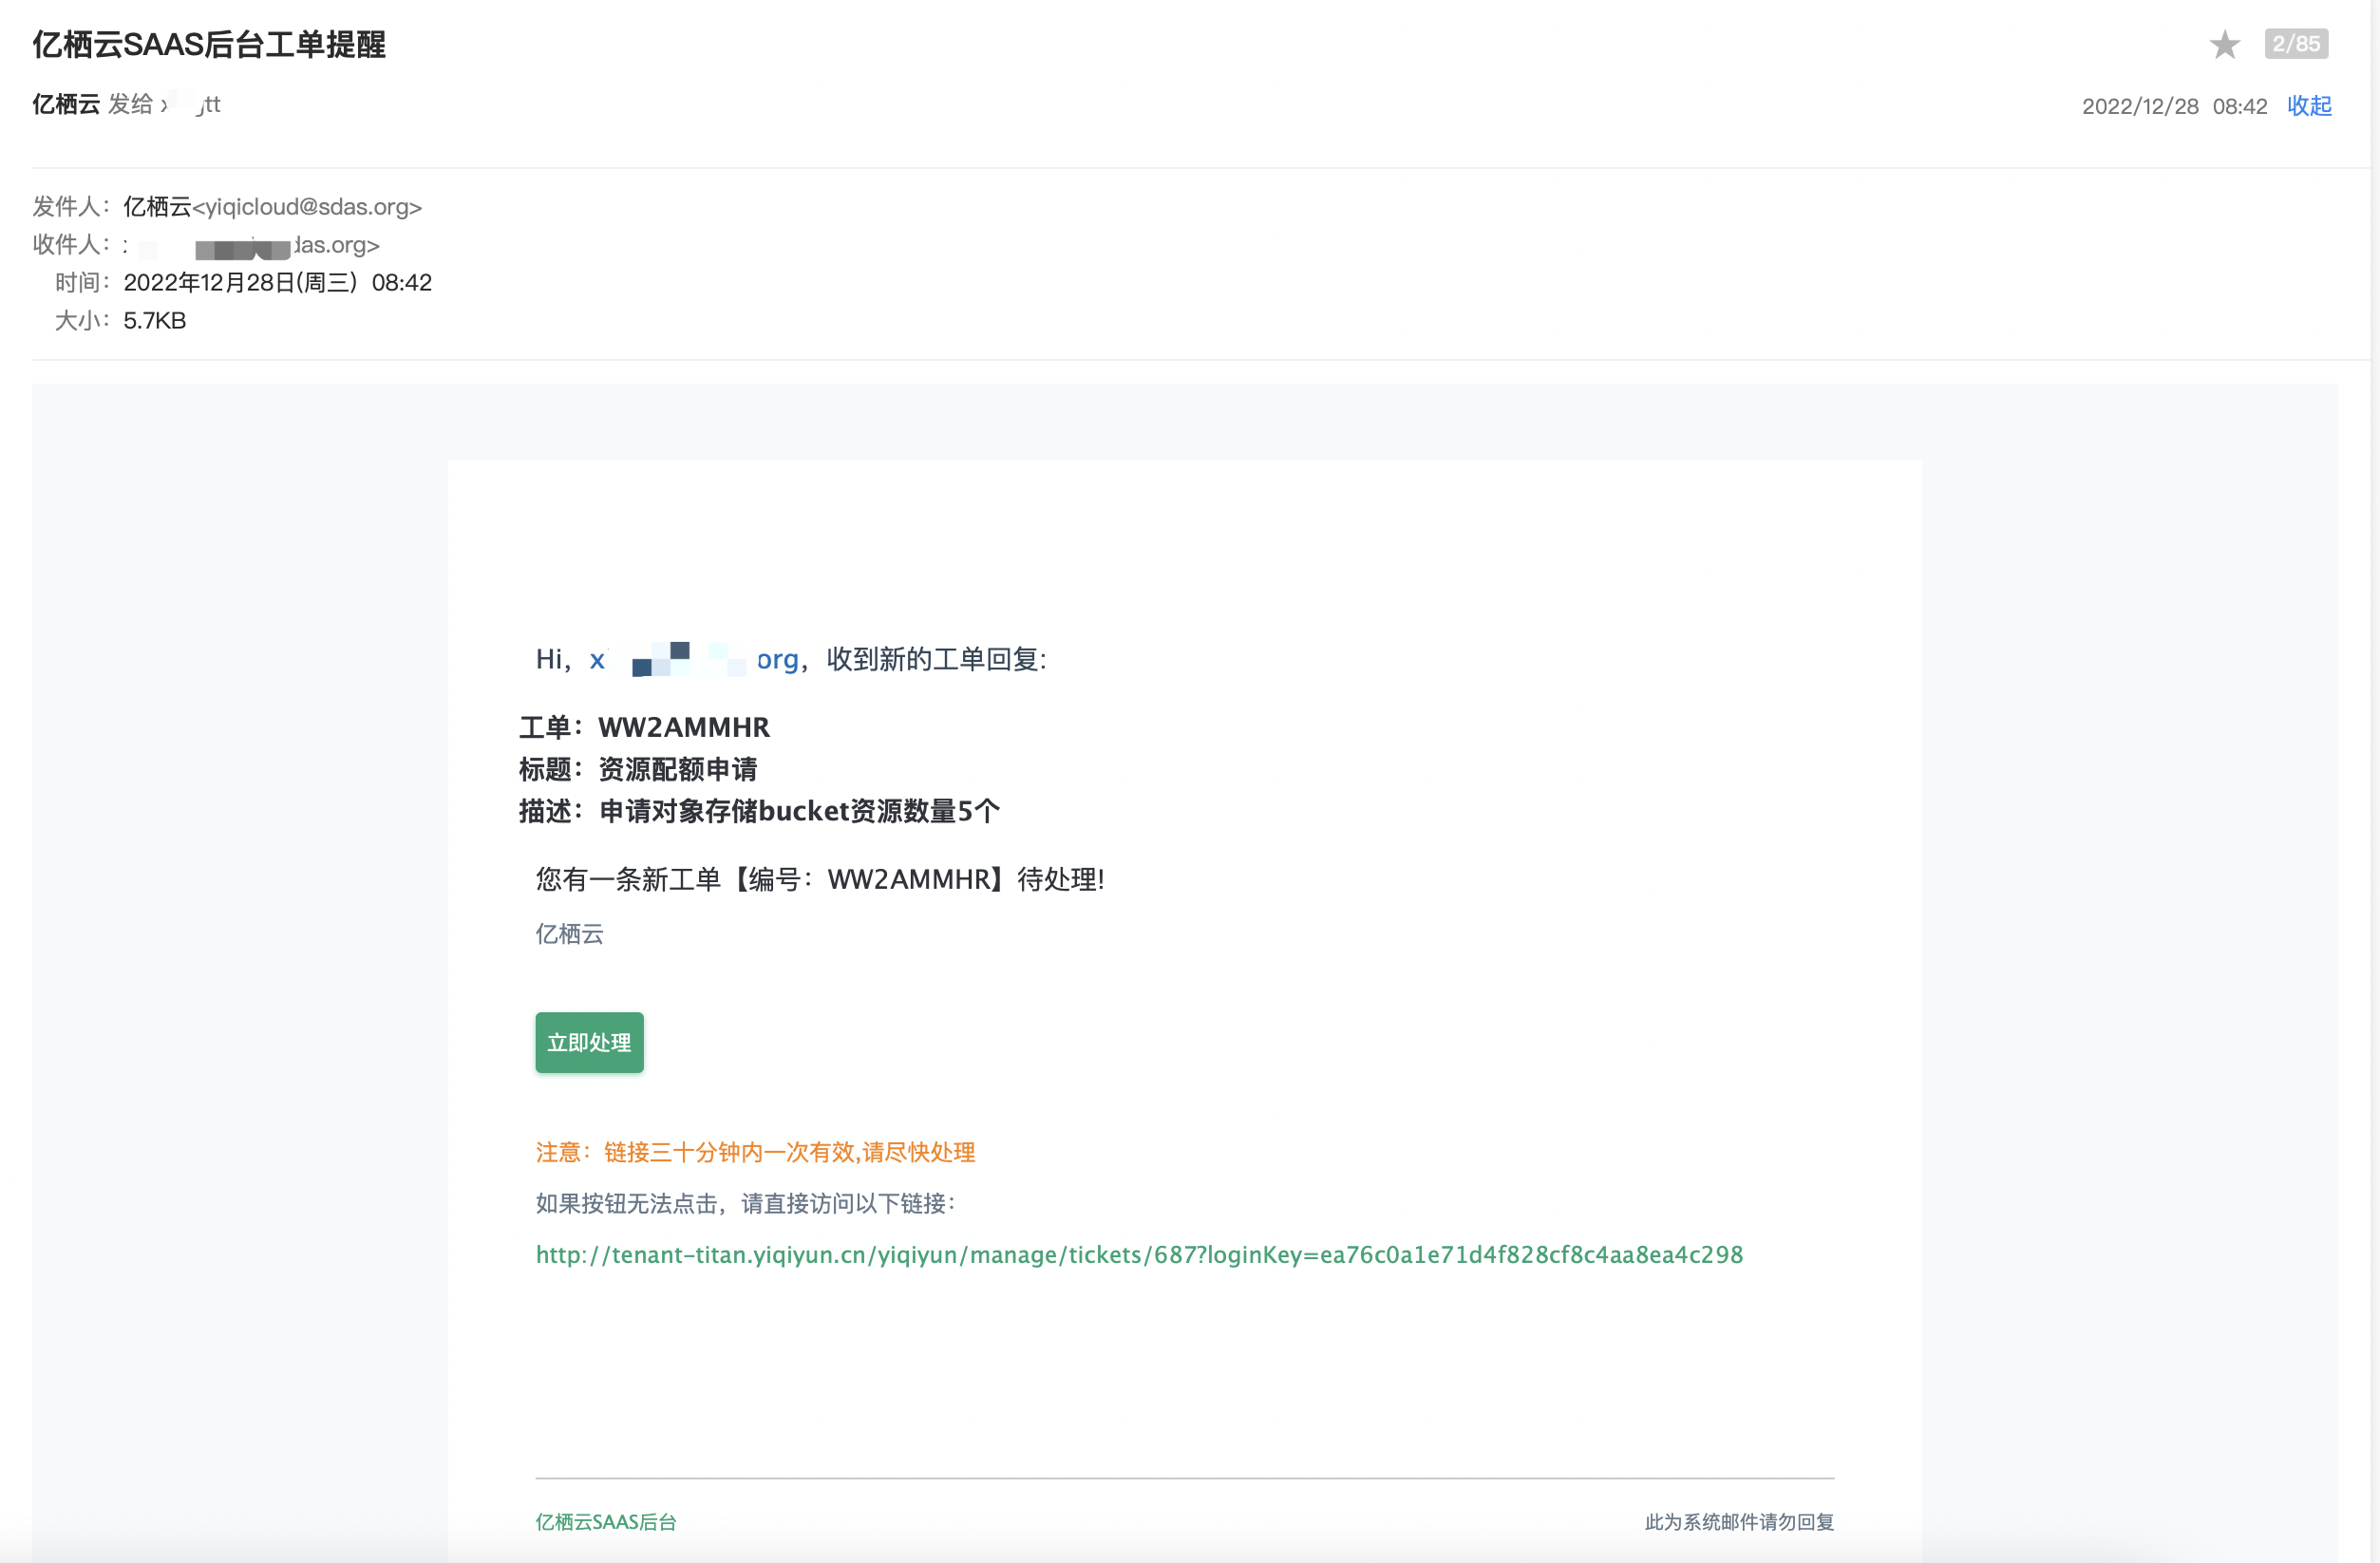 亿栖云SAAS后台工单提醒
2/85
亿栖云 发给
2022/12/28 08:42 收起
发件人：亿栖云<yiqicloud@sdas.org>
收件人：das.org>
时间：2022年12月28日(周三) 08:42
大小：5.7KB
Hi，x org，收到新的工单回复:
工单：WW2AMMHR
标题：资源配额申请
描述：申请对象存储bucket资源数量5个
您有一条新工单【编号：WW2AMMHR】待处理!
亿栖云
立即处理
注意：链接三十分钟内一次有效,请尽快处理
如果按钮无法点击，请直接访问以下链接：
http://tenant-titan.yiqiyun.cn/yiqiyun/manage/tickets/687?loginKey=ea76c0a1e71d4f828cf8c4aa8ea4c298
亿栖云SAAS后台
此为系统邮件请勿回复